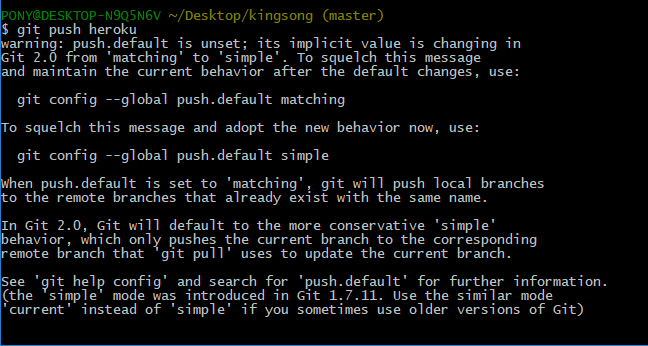 PONY@DESKTOP-N9Q5N6V ~/Desktop/kingsong (master)
$ git push heroku
warning: push.default is unset; its implicit value is changing in
Git 2.0 from 'matching' to 'simple'. To squelch this message
and maintain the current behavior after the default changes, use:
git config --global push.default matching
To squelch this message and adopt the new behavior now, use:
git config --global push.default simple
When push.default is set to 'matching', git will push local branches
to the remote branches that already exist with the same name.
In Git 2.0, Git will default to the more conservative 'simple'
behavior, which only pushes the current branch to the corresponding
remote branch that 'git pull' uses to update the current branch.
See 'git help config' and search for 'push.default' for further information.
(the 'simple' mode was introduced in Git 1.7.11. Use the similar mode
'current' instead of 'simple' if you sometimes use older versions of Git)